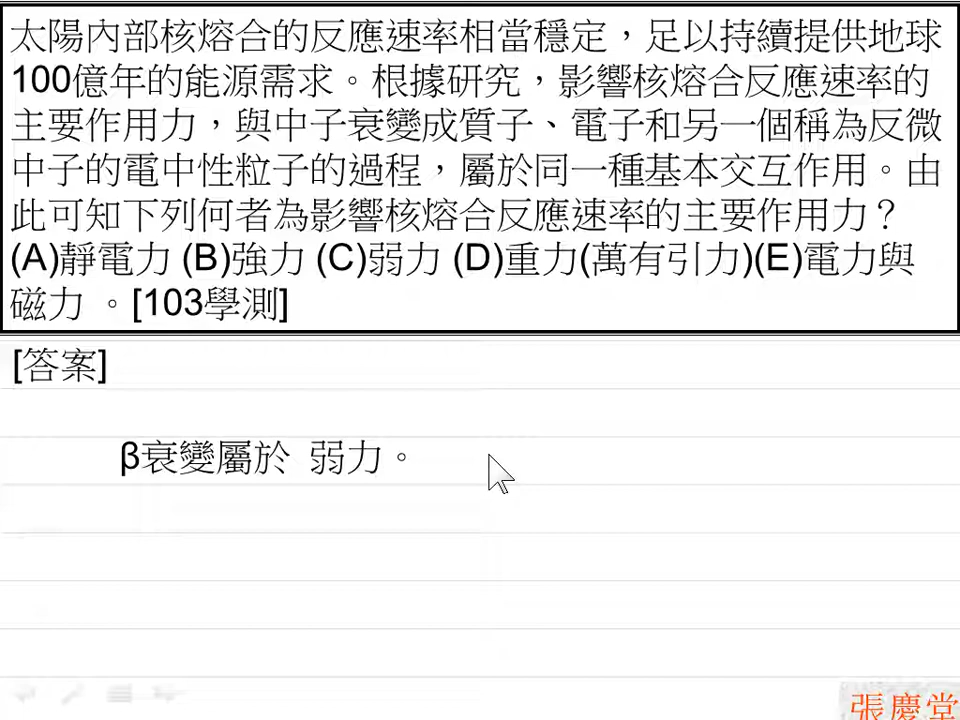 太陽內部核熔合的反應速率相當穩定，足以持續提供地球
100億年的能源需求。根據研究，影響核熔合反應速率的
主要作用力，與中子衰變成質子、電子和另一個稱為反微
中子的電中性粒子的過程，屬於同一種基本交互作用。由
此可知下列何者為影響核熔合反應速率的主要作用力？
(A)靜電力 (B)強力 (C)弱力 (D)重力(萬有引力)(E)電力與
磁力 。[103學測]
[答案]
β衰變屬於 弱力。
張慶堂